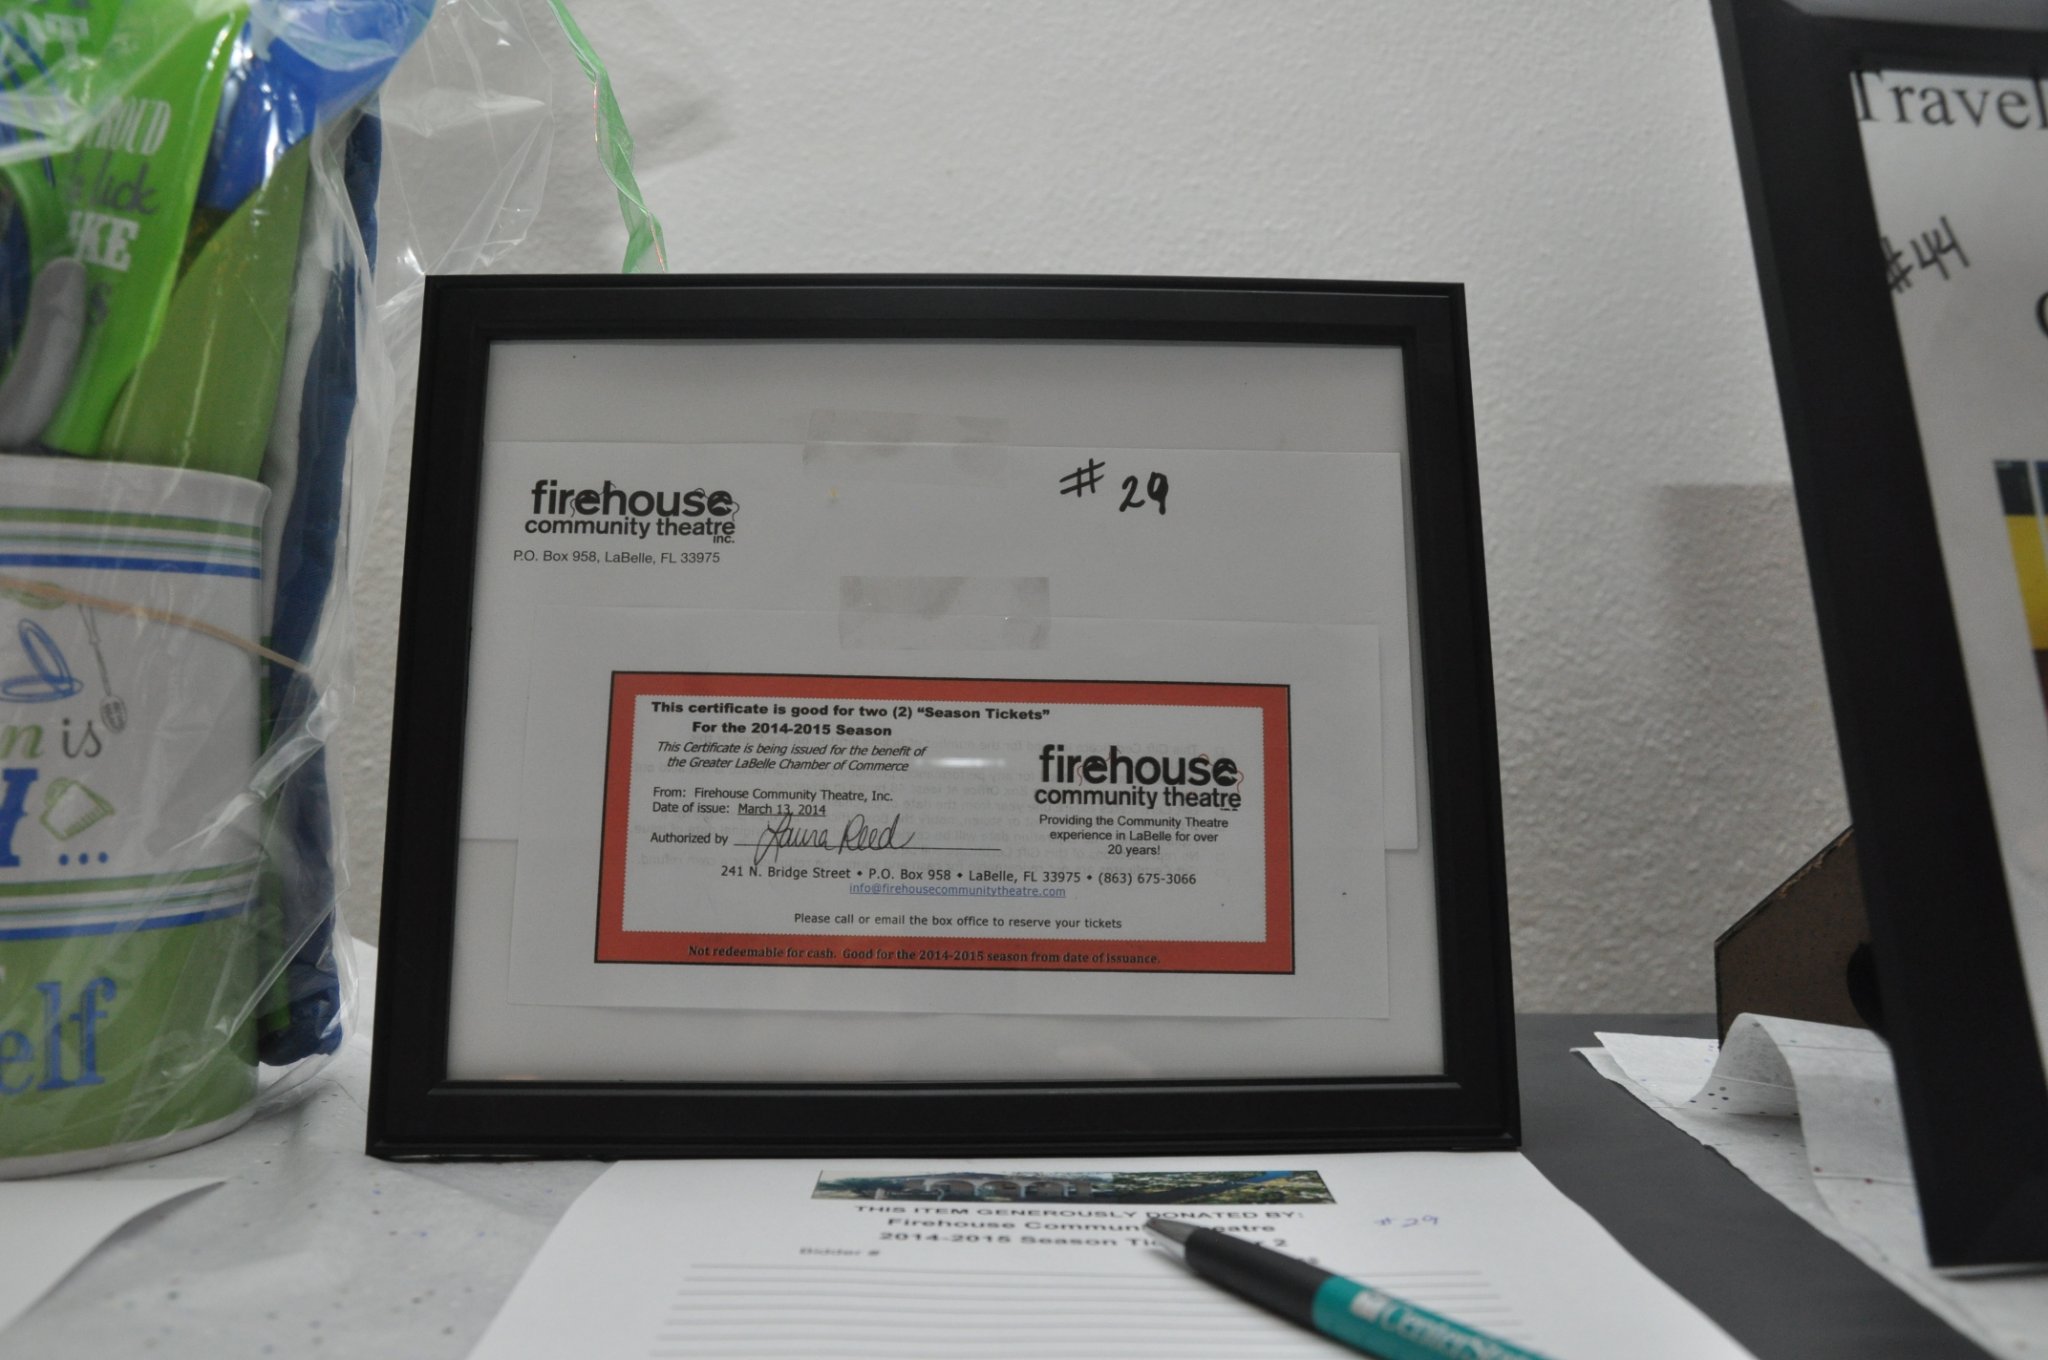 firehouse
community theatre
inc.
P.O. Box 958, LaBelle, FL 33975
# 29
This certificate is good for two (2) “Season Tickets”
For the 2014-2015 Season
This Certificate is being issued for the benefit of
the Greater LaBelle Chamber of Commerce
From: Firehouse Community Theatre, Inc.
Date of issue: March 13, 2014
Authorized by Laura Reed
firehouse
community theatre
Providing the Community Theatre
experience in LaBelle for over
20 years!
241 N. Bridge Street • P.O. Box 958 • LaBelle, FL 33975 • (863) 675-3066
info@firehousecommunitytheatre.com
Please call or email the box office to reserve your tickets
Not redeemable for cash. Good for the 2014-2015 season from date of issuance.
THIS ITEM GENEROUSLY DONATED BY:
Firehouse Commun eatre
2014-2015 Season Ti 2
#29
Bidder #
Travel
#44
ROUD
lick
KE
n is
elf